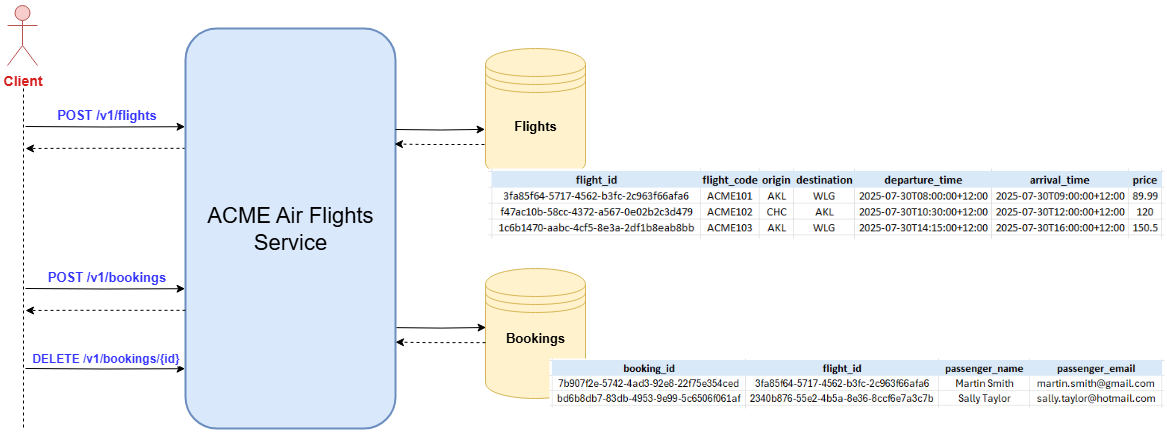 Client
POST /v1/flights
POST /v1/bookings
DELETE /v1/bookings/{id}
ACME Air Flights
Service
Flights
flight_id flight_code origin destination departure_time arrival_time price
3fa85f64-5717-4562-b3fc-2c963f66afa6 ACME101 AKL WLG 2025-07-30T08:00:00+12:00 2025-07-30T09:00:00+12:00 89.99
f47ac10b-58cc-4372-a567-0e02b2c3d479 ACME102 CHC AKL 2025-07-30T10:30:00+12:00 2025-07-30T12:00:00+12:00 120
1c6b1470-aabc-4cf5-8e3a-2df1b8eab8bb ACME103 AKL WLG 2025-07-30T14:15:00+12:00 2025-07-30T16:00:00+12:00 150.5
Bookings
booking_id flight_id passenger_name passenger_email
7b907f2e-5742-4ad3-92e8-22f75e354ced 3fa85f64-5717-4562-b3fc-2c963f66afa6 Martin Smith martin.smith@gmail.com
bd6b8db7-83db-4953-9e99-5c6506f061af 2340b876-55e2-4b5a-8e36-8ccf6e7a3c7b Sally Taylor sally.taylor@hotmail.com